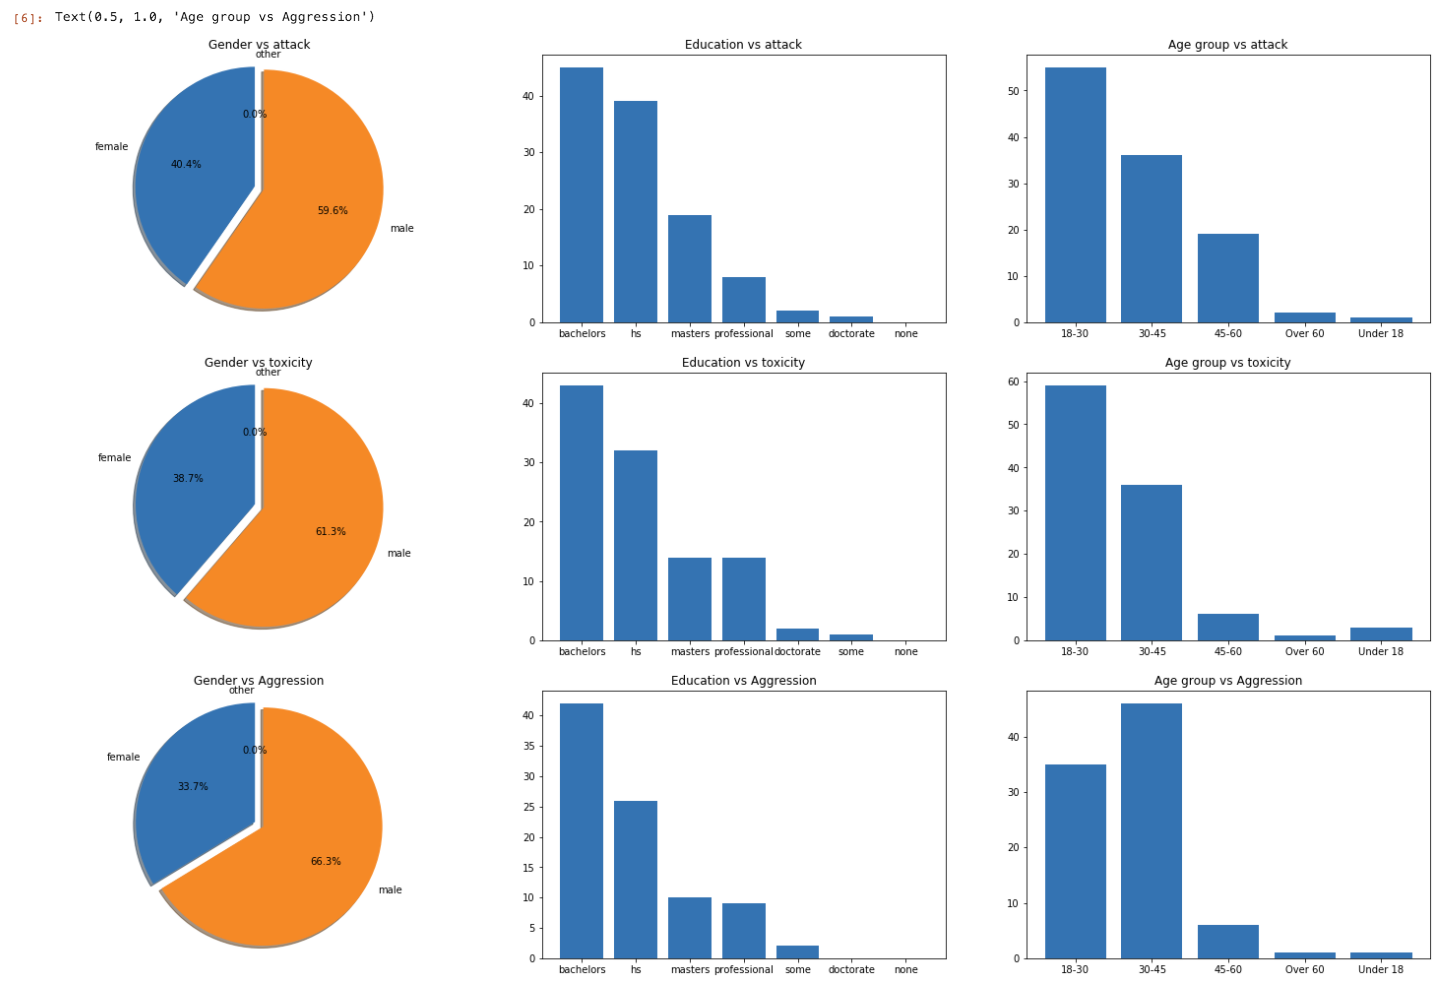 [6]: Text(0.5, 1.0, 'Age group vs Aggression')
Gender vs attack
other
0.0%
female
40.4%
59.6%
male
Education vs attack
40
30
20
10
0
bachelors hs masters professional some doctorate none
Age group vs attack
50
40
30
20
10
0
18-30 30-45 45-60 Over 60 Under 18
Gender vs toxicity
other
0.0%
female
38.7%
61.3%
male
Education vs toxicity
40
30
20
10
0
bachelors hs masters professional doctorate some none
Age group vs toxicity
60
50
40
30
20
10
0
18-30 30-45 45-60 Over 60 Under 18
Gender vs Aggression
other
0.0%
female
33.7%
66.3%
male
Education vs Aggression
40
35
30
25
20
15
10
5
0
bachelors hs masters professional some doctorate none
Age group vs Aggression
40
30
20
10
0
18-30 30-45 45-60 Over 60 Under 18